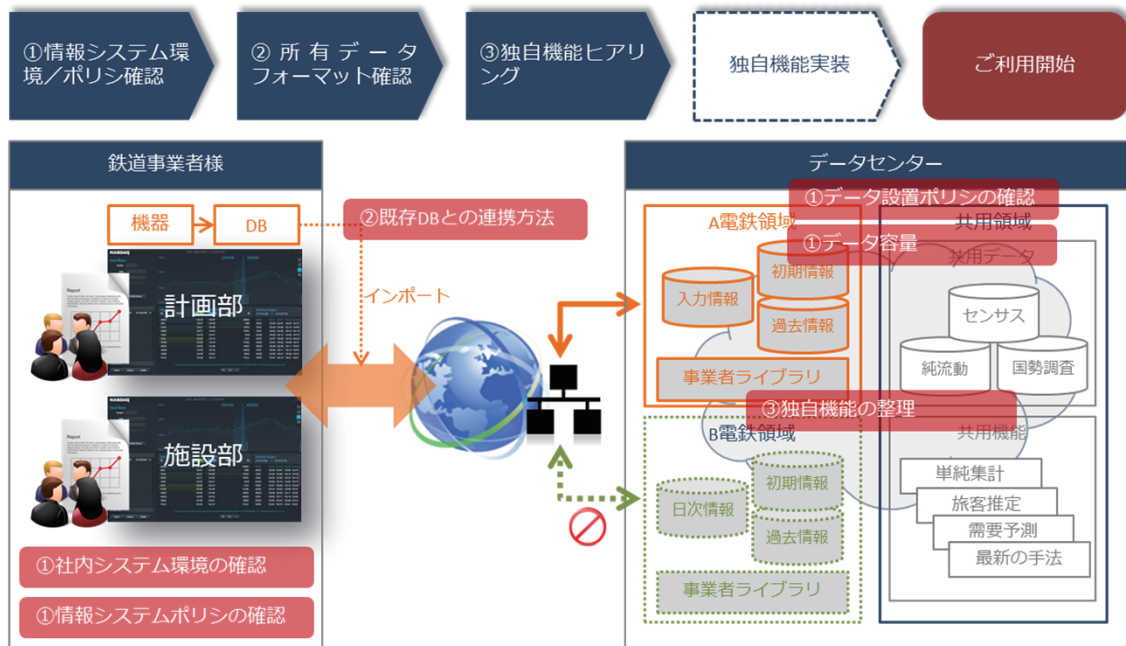 ①情報システム環
境／ポリシ確認
②所有データ
フォーマット確認
③独自機能ヒアリ
ング
独自機能実装
ご利用開始
鉄道事業者様
機器
DB
②既存DBとの連携方法
インポート
Report
計画部
Report
施設部
①社内システム環境の確認
①情報システムポリシの確認
データセンター
①データ設置ポリシの確認
A電鉄領域
共用領域
①データ容量
共用データ
初期情報
入力情報
過去情報
事業者ライブラリ
センサス
純流動
国勢調査
③独自機能の整理
B電鉄領域
共用機能
初期情報
日次情報
過去情報
事業者ライブラリ
単純集計
旅客推定
需要予測
最新の手法